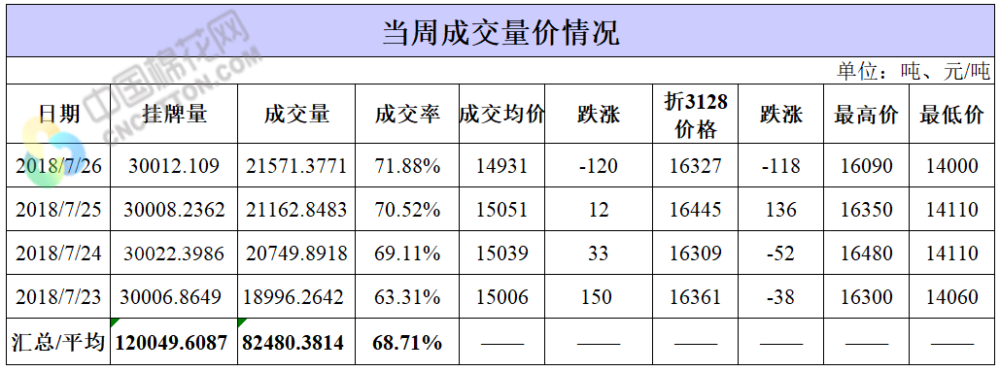 当周成交量价情况
单位：吨、元/吨
日期 挂牌量 成交量 成交率 成交均价 跌涨 折3128价格 跌涨 最高价 最低价
2018/7/26 30012.109 21571.3771 71.88% 14931 -120 16327 -118 16090 14000
2018/7/25 30008.2362 21162.8483 70.52% 15051 12 16445 136 16350 14110
2018/7/24 30022.3986 20749.8918 69.11% 15039 33 16309 -52 16480 14110
2018/7/23 30006.8649 18996.2642 63.31% 15006 150 16361 -38 16300 14060
汇总/平均 120049.6087 82480.3814 68.71% —— —— —— —— —— ——
中国棉花网
CNCOTTON.COM